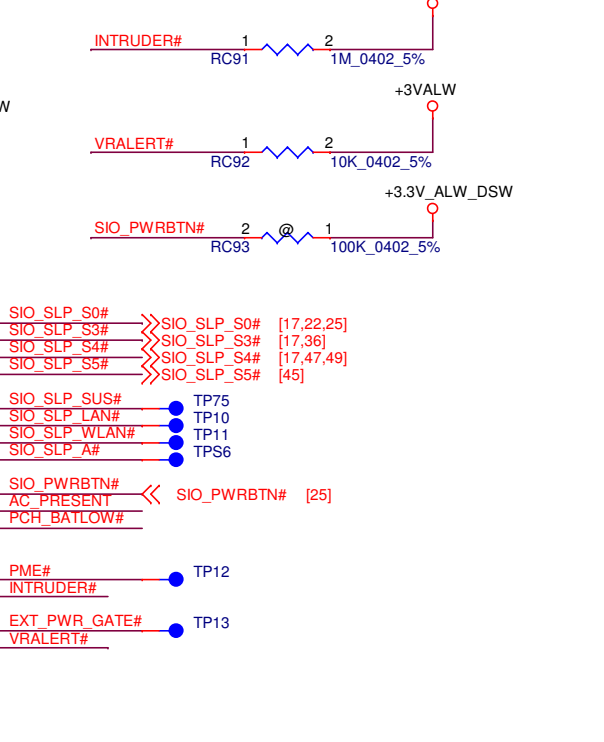 INTRUDER# 1 2
RC91 1M_0402_5%
+3VALW
W
VRALERT# 1 2
RC92 10K_0402_5%
+3.3V_ALW_DSW
SIO_PWRBTN# 2 @ 1
RC93 100K_0402_5%
SIO_SLP_S0# SIO_SLP_S0# [17,22,25]
SIO_SLP_S3# SIO_SLP_S3# [17,36]
SIO_SLP_S4# SIO_SLP_S4# [17,47,49]
SIO_SLP_S5# SIO_SLP_S5# [45]
SIO_SLP_SUS# TP75
SIO_SLP_LAN# TP10
SIO_SLP_WLAN# TP11
SIO_SLP_A# TPS6
SIO_PWRBTN# SIO_PWRBTN# [25]
AC_PRESENT
PCH_BATLOW#
PME# TP12
INTRUDER#
EXT_PWR_GATE# TP13
VRALERT#